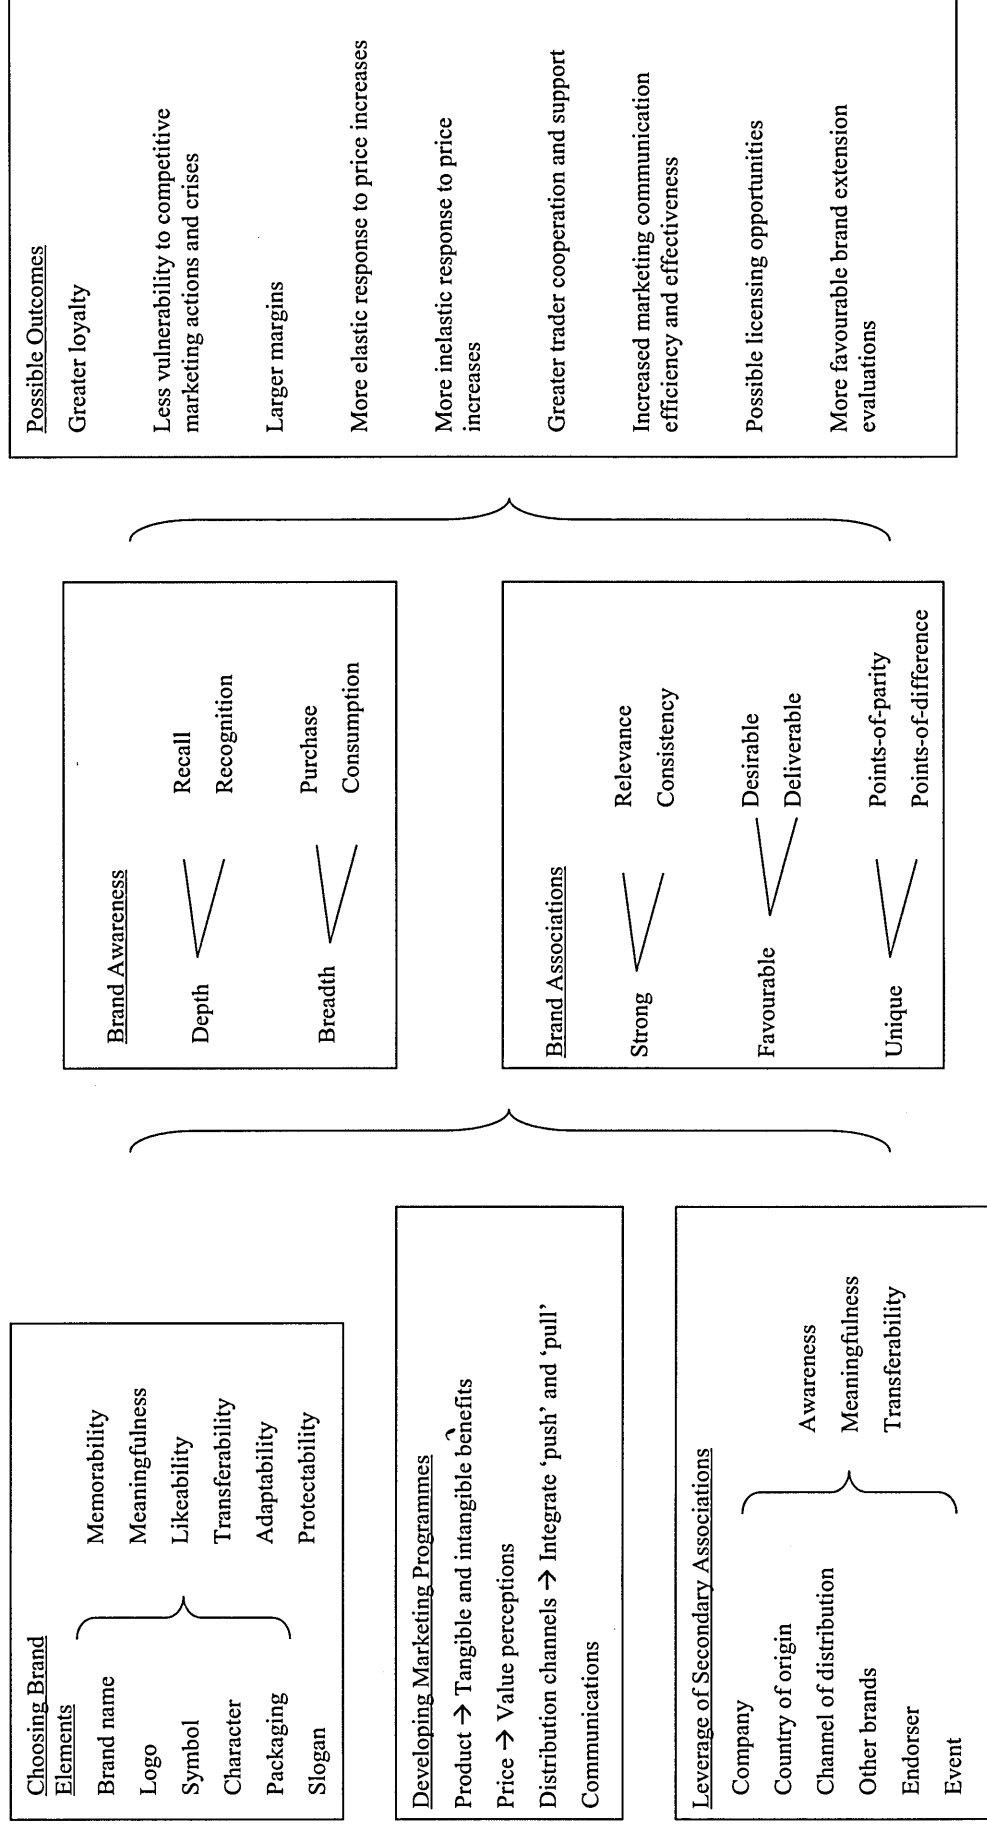 Choosing Brand
Elements
Brand name
Logo
Symbol
Character
Packaging
Slogan
Memorability
Meaningfulness
Likeability
Transferability
Adaptability
Protectability
Developing Marketing Programmes
Product → Tangible and intangible benefits
Price → Value perceptions
Distribution channels → Integrate ‘push’ and ‘pull’
Communications
Leverage of Secondary Associations
Company
Country of origin
Channel of distribution
Other brands
Endorser
Event
Awareness
Meaningfulness
Transferability
Brand Awareness
Depth
Recall
Recognition
Breadth
Purchase
Consumption
Brand Associations
Strong
Relevance
Consistency
Favourable
Desirable
Deliverable
Unique
Points-of-parity
Points-of-difference
Possible Outcomes
Greater loyalty
Less vulnerability to competitive
marketing actions and crises
Larger margins
More elastic response to price increases
More inelastic response to price
increases
Greater trader cooperation and support
Increased marketing communication
efficiency and effectiveness
Possible licensing opportunities
More favourable brand extension
evaluations